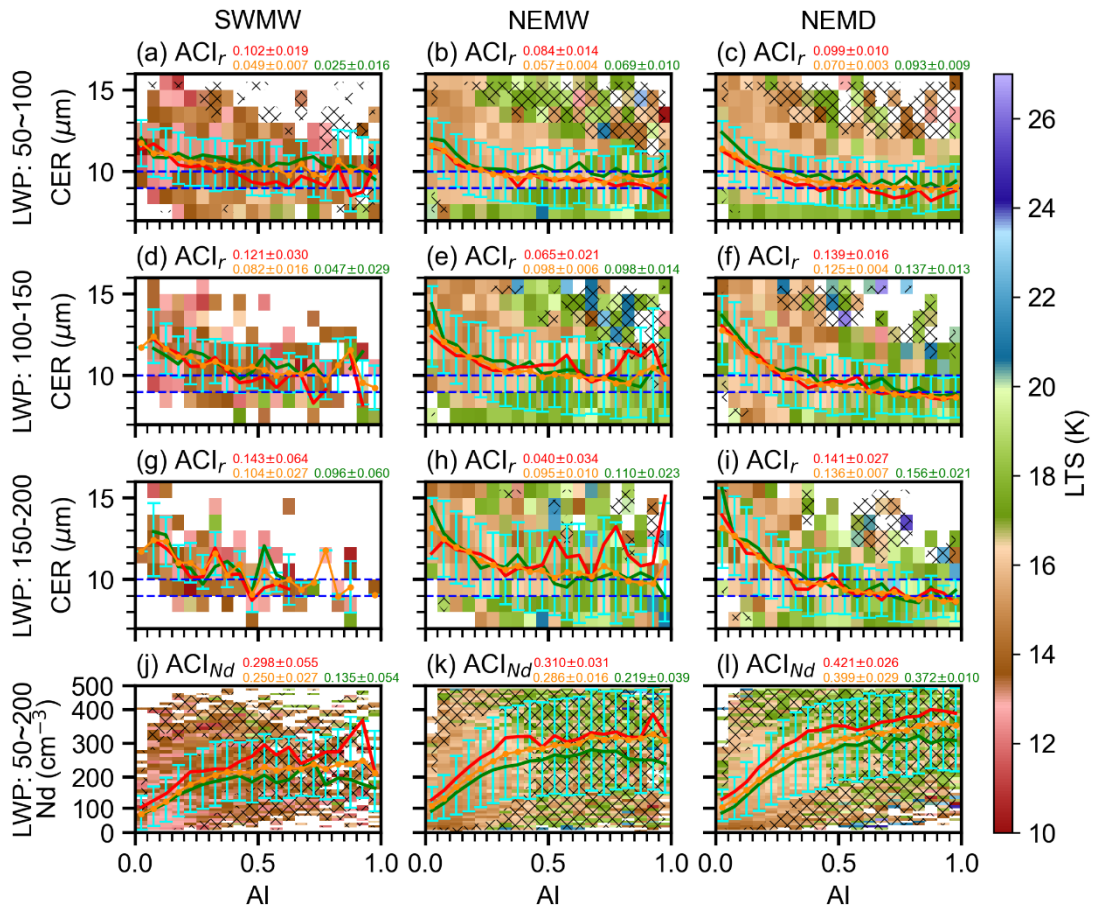 SWMW NEMW NEMD
(a) ACIr 0.102±0.019 0.049±0.007 0.025±0.016
(b) ACIr 0.084±0.014 0.057±0.004 0.069±0.010
(c) ACIr 0.099±0.010 0.070±0.003 0.093±0.009
LWP: 50~100
CER (μm)
15
10
(d) ACIr 0.121±0.030 0.082±0.016 0.047±0.029
(e) ACIr 0.065±0.021 0.098±0.006 0.098±0.014
(f) ACIr 0.139±0.016 0.125±0.004 0.137±0.013
LWP: 100-150
CER (μm)
15
10
(g) ACIr 0.143±0.064 0.104±0.027 0.096±0.060
(h) ACIr 0.040±0.034 0.095±0.010 0.110±0.023
(i) ACIr 0.141±0.027 0.136±0.007 0.156±0.021
LWP: 150-200
CER (μm)
15
10
(j) ACINd 0.298±0.055 0.250±0.027 0.135±0.054
(k) ACINd 0.310±0.031 0.286±0.016 0.219±0.039
(l) ACINd 0.421±0.026 0.399±0.029 0.372±0.010
LWP: 50~200
Nd (cm−3)
500
400
300
200
100
0
0.0 0.5 1.0 0.5 1.0 0.5 1.0
AI AI AI
26
24
22
20
18
16
14
12
10
LTS (K)